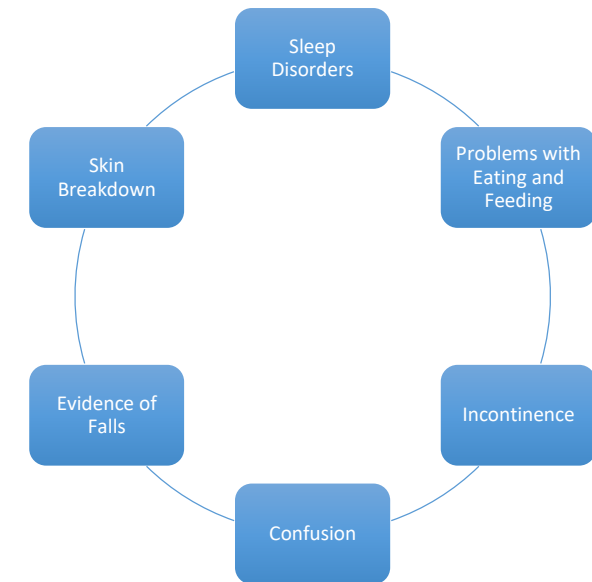 Sleep
Disorders
Problems with
Eating and
Feeding
Incontinence
Confusion
Evidence of
Falls
Skin
Breakdown